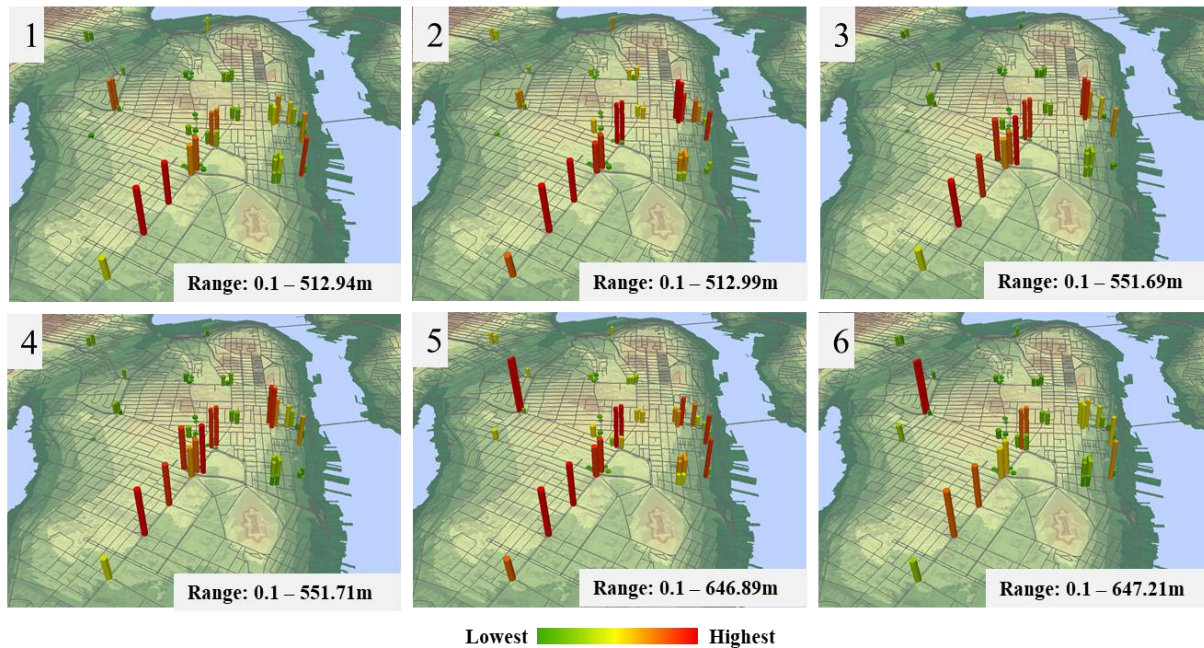 1
2
3
Range: 0.1 – 512.94m
Range: 0.1 – 512.99m
Range: 0.1 – 551.69m
4
5
6
Range: 0.1 – 551.71m
Range: 0.1 – 646.89m
Range: 0.1 – 647.21m
Lowest Highest